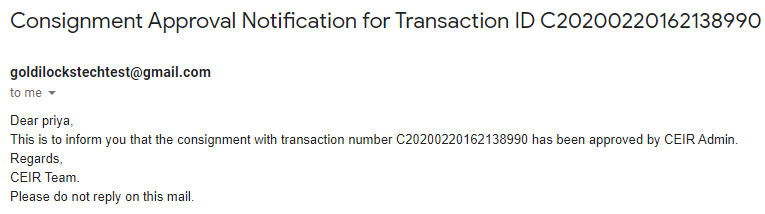 Consignment Approval Notification for Transaction ID C20200220162138990
goldilockstechtest@gmail.com
to me
Dear priya,
This is to inform you that the consignment with transaction number C20200220162138990 has been approved by CEIR Admin.
Regards,
CEIR Team.
Please do not reply on this mail.